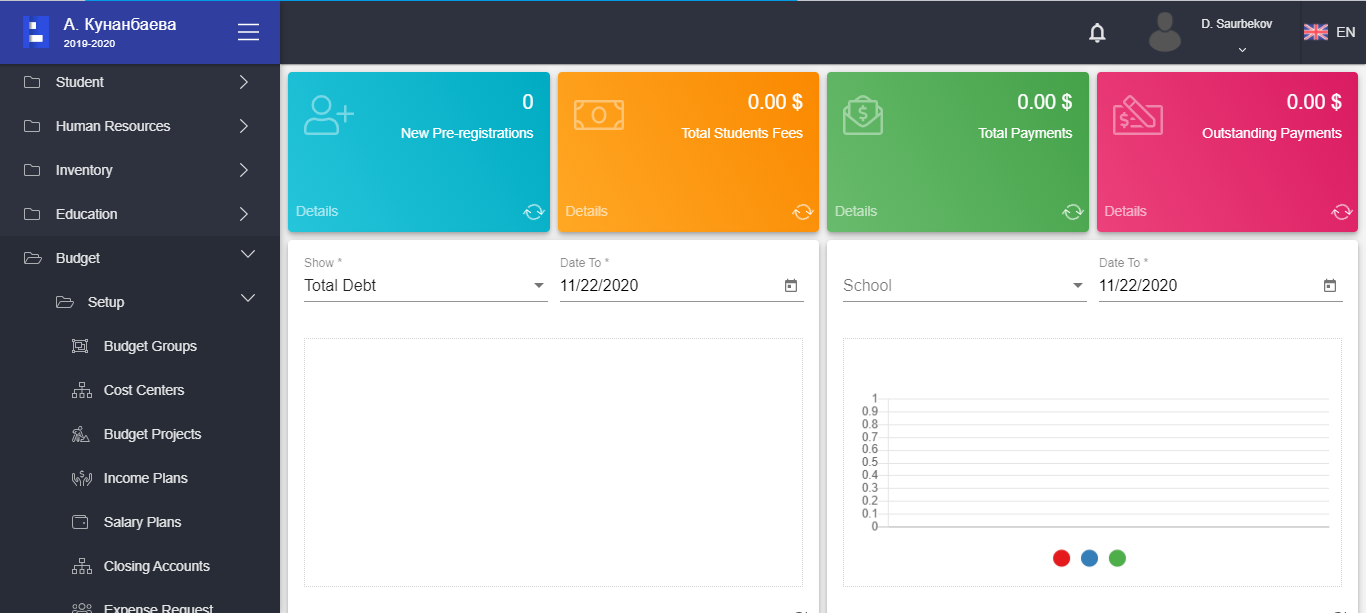 А. Кунанбаева
2019-2020
D. Saurbekov
EN
Student
Human Resources
Inventory
Education
Budget
Setup
Budget Groups
Cost Centers
Budget Projects
Income Plans
Salary Plans
Closing Accounts
Expense Request
0
New Pre-registrations
Details
0.00 $
Total Students Fees
Details
0.00 $
Total Payments
Details
0.00 $
Outstanding Payments
Details
Show *
Total Debt
Date To *
11/22/2020
School
Date To *
11/22/2020
1
0.9
0.8
0.7
0.6
0.5
0.4
0.3
0.2
0.1
0